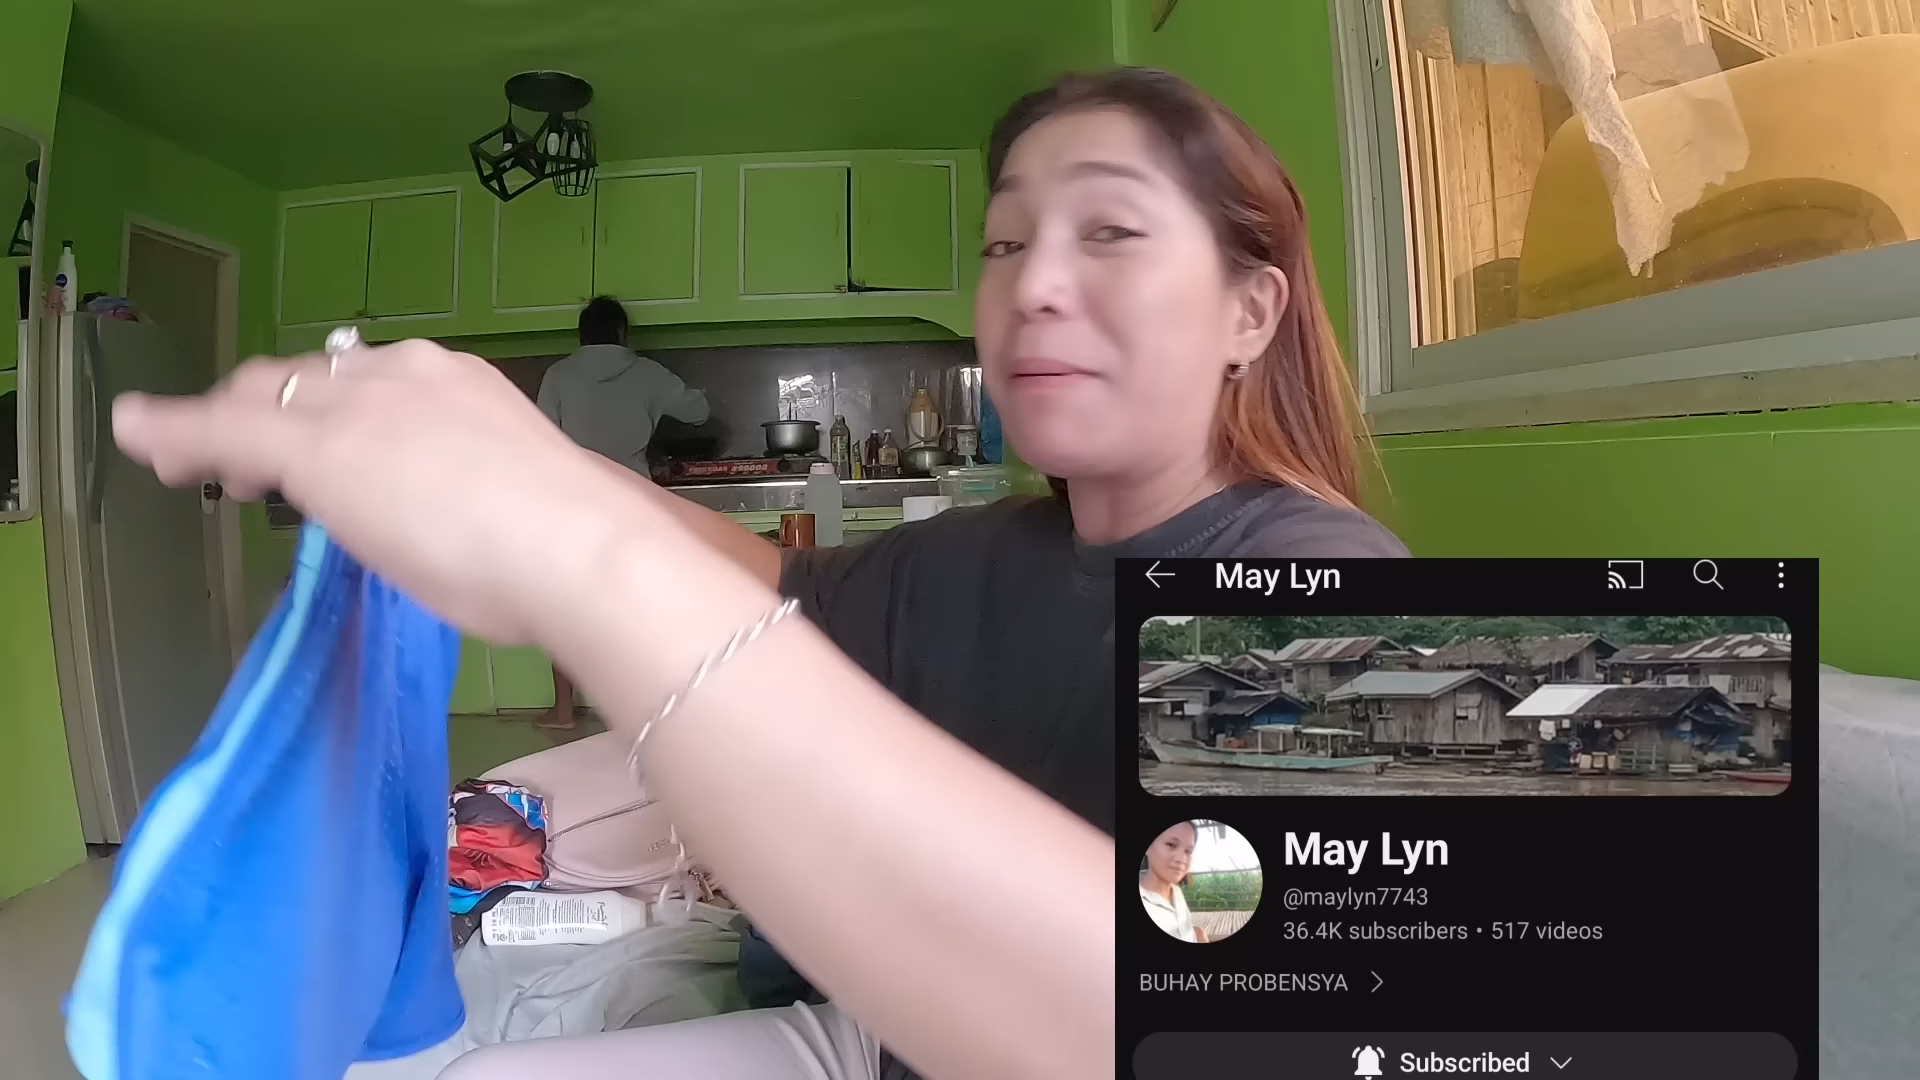 May Lyn
May Lyn
@maylyn7743
36.4K subscribers • 517 videos
BUHAY PROBENSYA
Subscribed